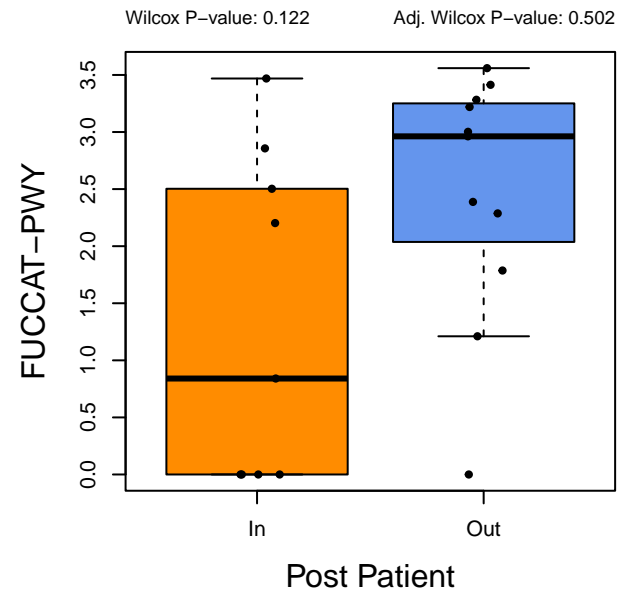 Wilcox P−value: 0.122 Adj. Wilcox P−value: 0.502
FUCCAT−PWY
3.5
3.0
2.5
2.0
1.5
1.0
0.5
0.0
In Out
Post Patient